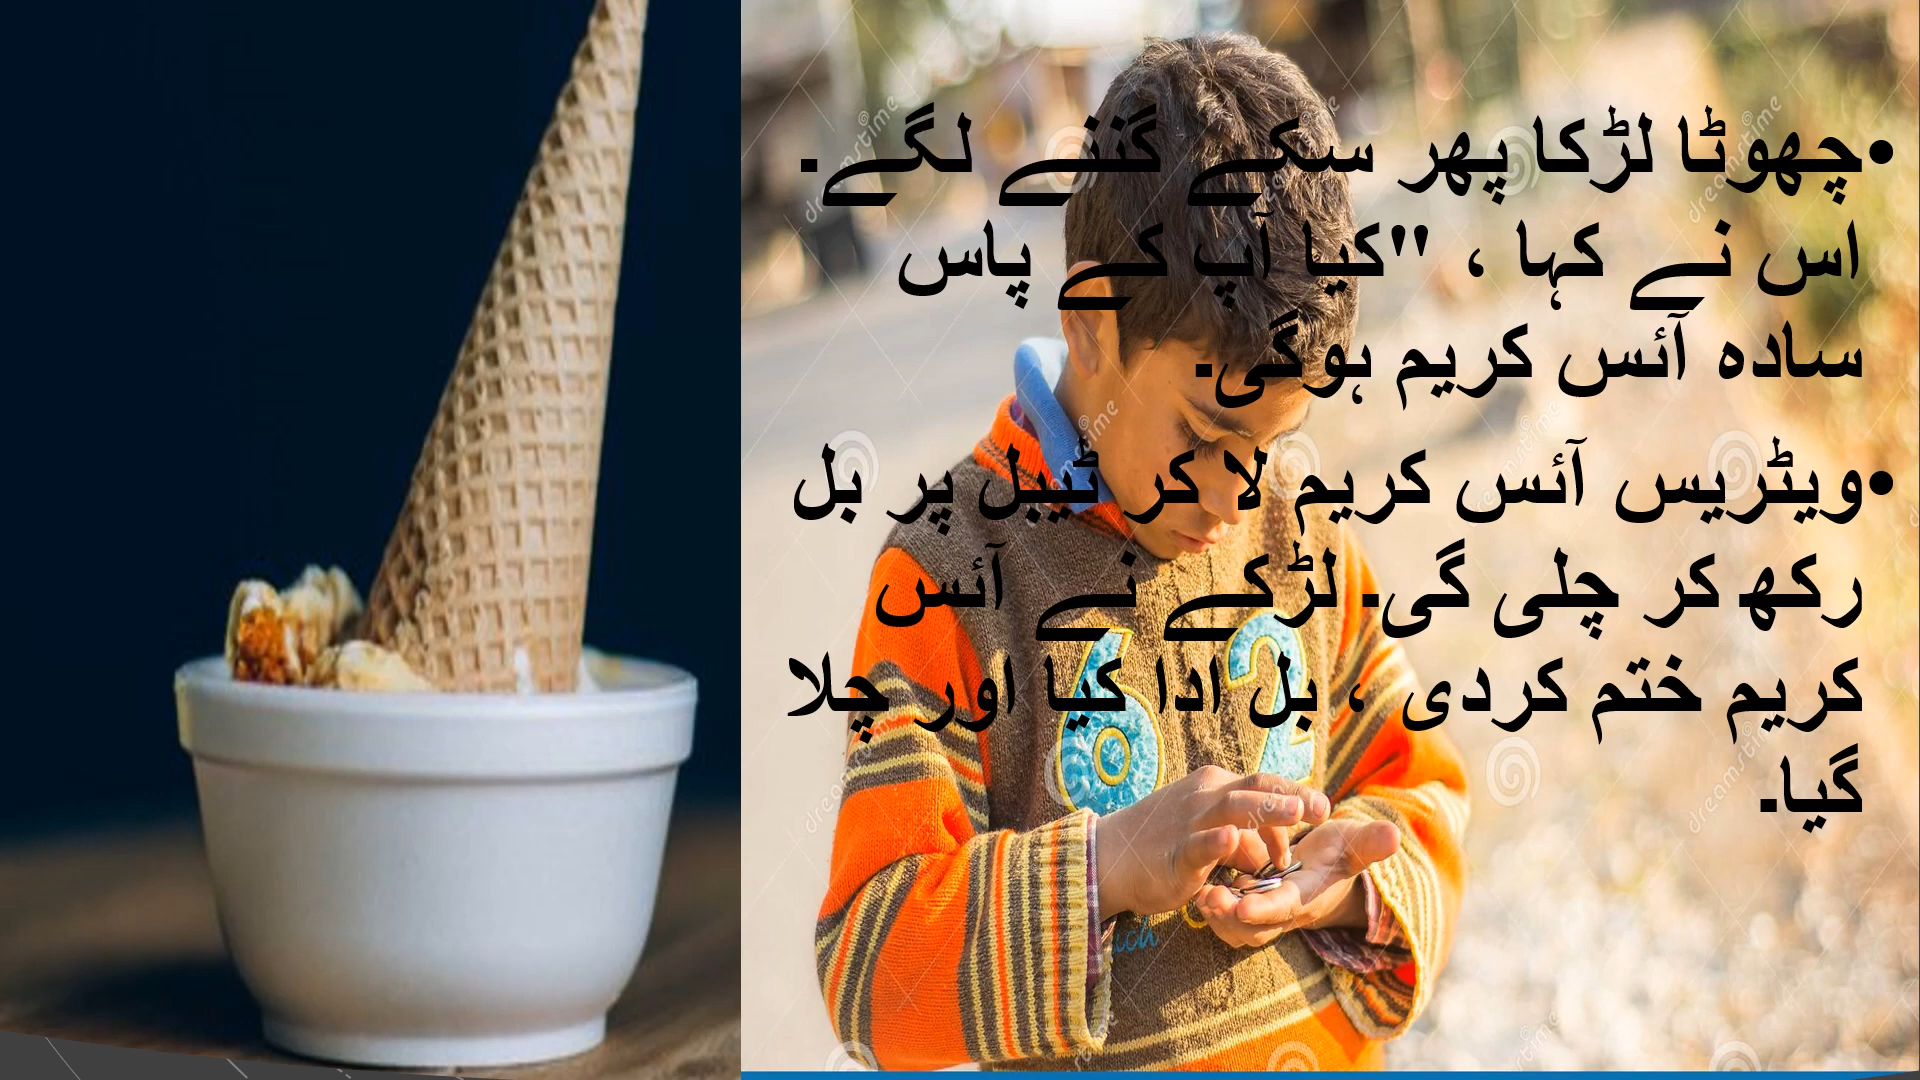 •چھوٹا لڑکا پھر سکے گننے لگے۔
اس نے کہا ، "کیا آپ کے پاس
سادہ آئس کریم ہوگی۔
•ویٹریس آئس کریم لا کر ٹیبل پر بل
رکھ کر چلی گی۔ لڑکے نے آئس
کریم ختم کردی ، بل ادا کیا اور چلا
گیا۔
62
dreamstime